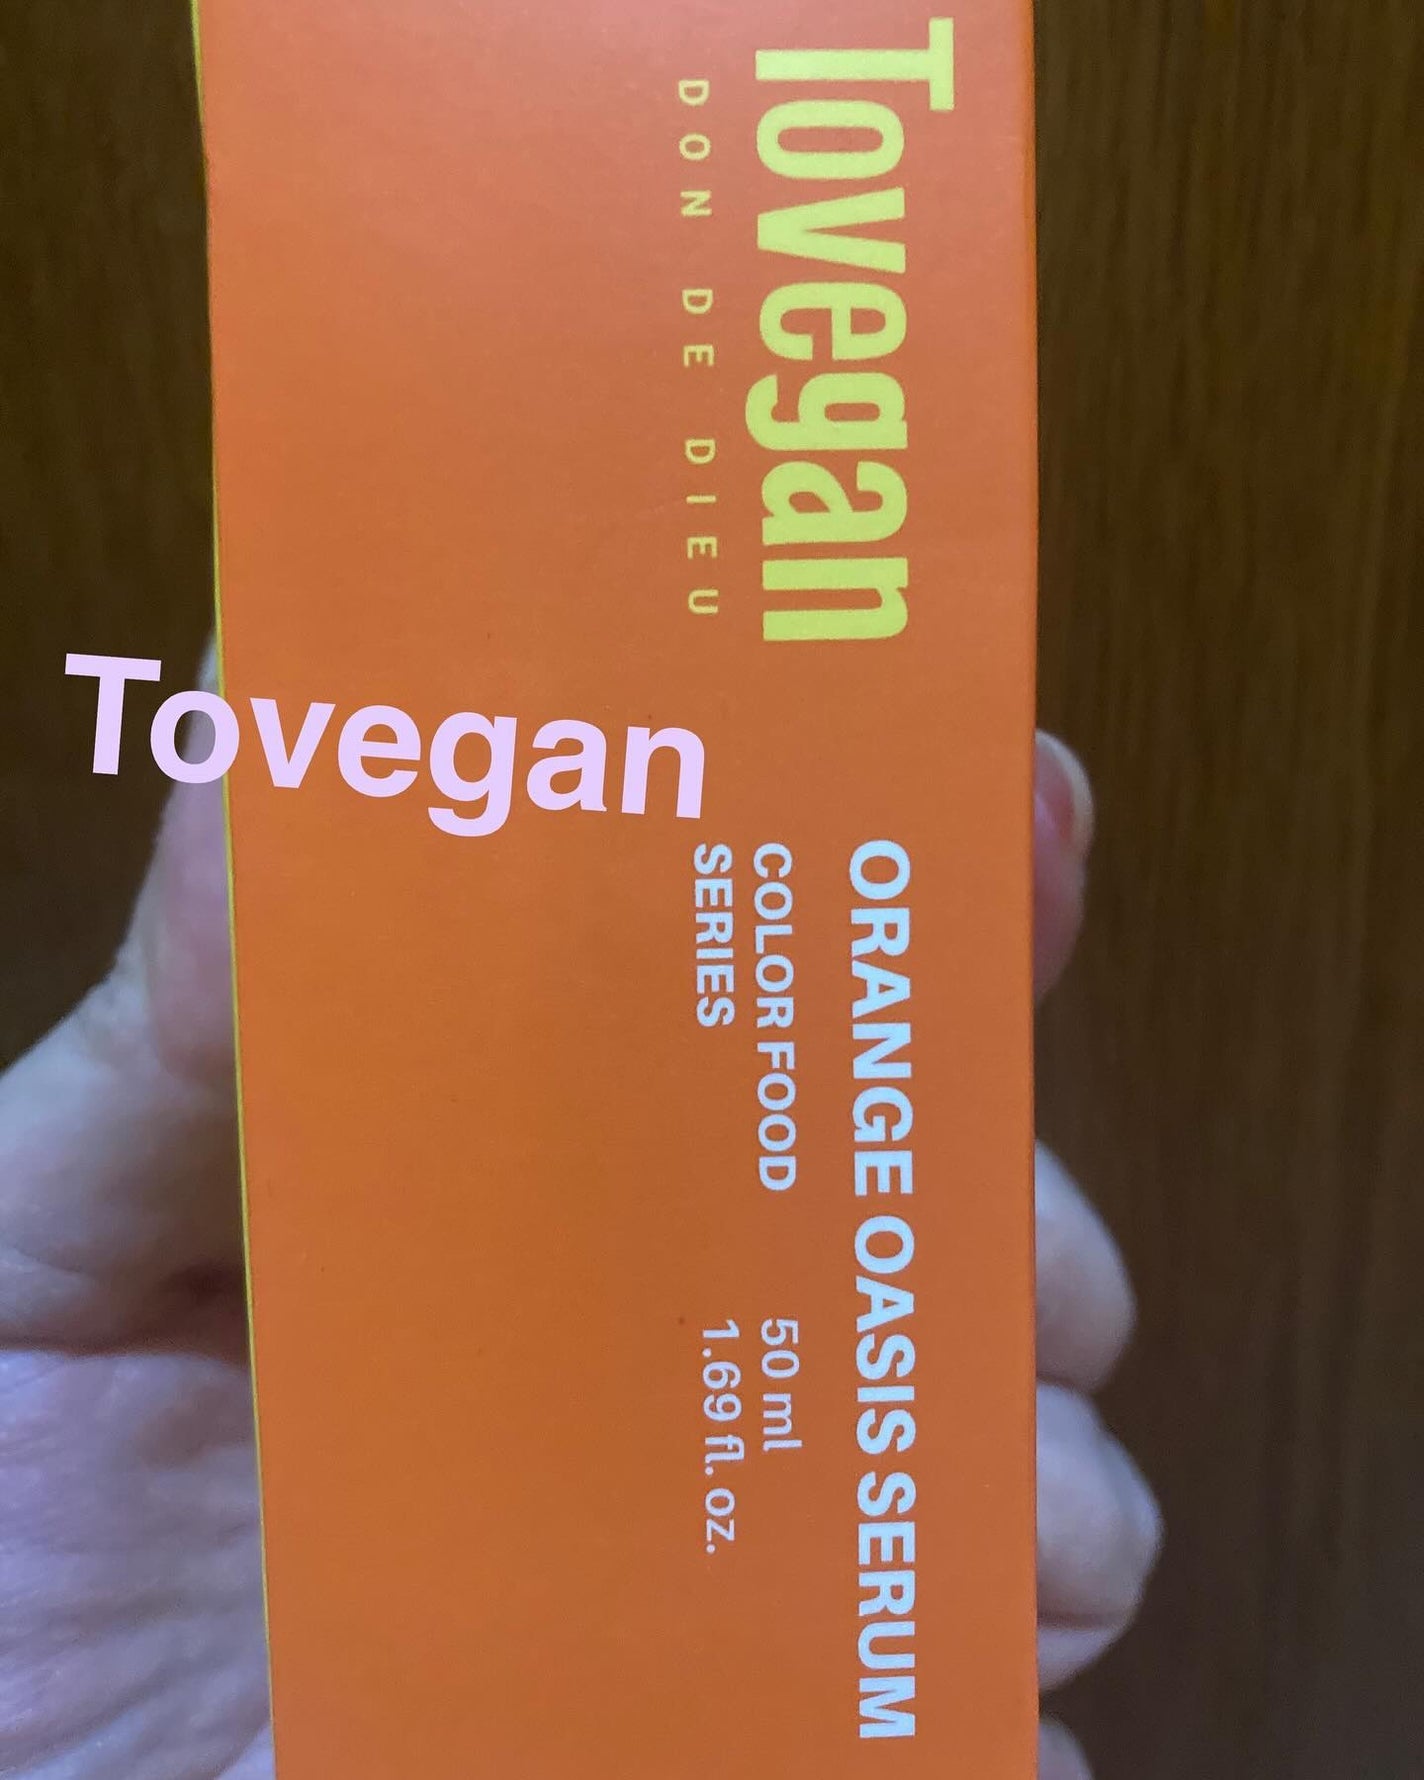 Tovegan
DON DE DIEU
ORANGE OASIS SERUM
COLOR FOOD
SERIES
50 ml
1.69 fl. oz.
Tovegan